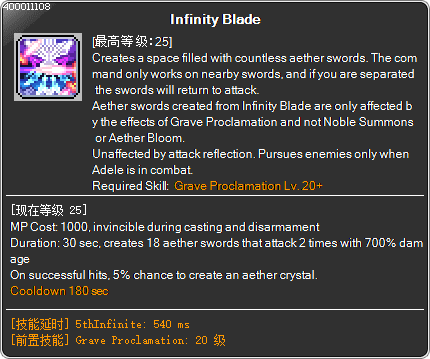 400011108
Infinity Blade
[最高等级:25]
Creates a space filled with countless aether swords. The com
mand only works on nearby swords, and if you are separated
the swords will return to attack.
Aether swords created from Infinity Blade are only affected b
y the effects of Grave Proclamation and not Noble Summons
or Aether Bloom.
Unaffected by attack reflection. Pursues enemies only when
Adele is in combat.
Required Skill: Grave Proclamation Lv. 20+
[现在等级 25]
MP Cost: 1000, invincible during casting and disarmament
Duration: 30 sec, creates 18 aether swords that attack 2 times with 700% dam
age
On successful hits, 5% chance to create an aether crystal.
Cooldown 180 sec
[技能延时] 5thInfinite: 540 ms
[前置技能] Grave Proclamation: 20 级